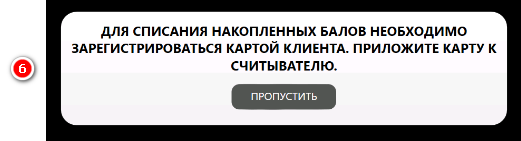 ДЛЯ СПИСАНИЯ НАКОПЛЕННЫХ БАЛОВ НЕОБХОДИМО
ЗАРЕГИСТРИРОВАТЬСЯ КАРТОЙ КЛИЕНТА. ПРИЛОЖИТЕ КАРТУ К
СЧИТЫВАТЕЛЮ.
6
ПРОПУСТИТЬ